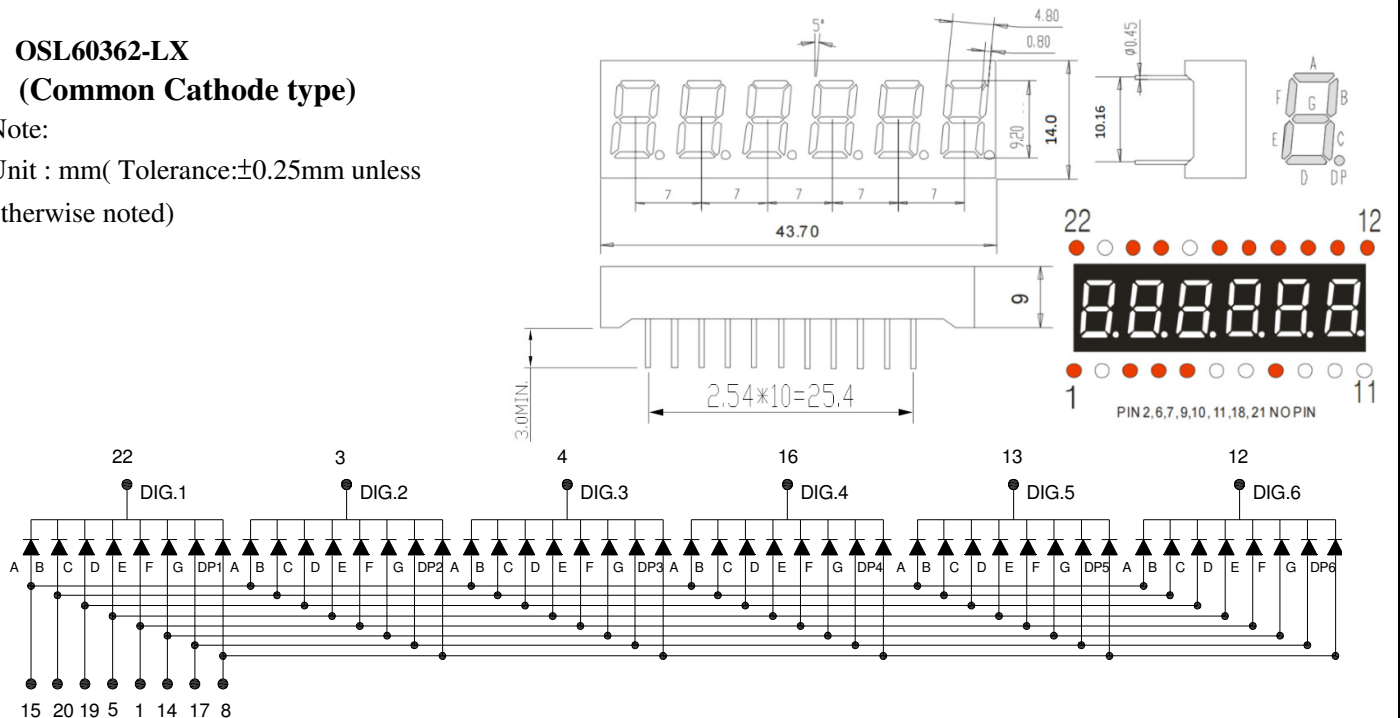 OSL60362-LX
(Common Cathode type)
Note:
Unit : mm( Tolerance:±0.25mm unless
otherwise noted)
5°
4.80
0.80
9.20
14.0
7 7 7 7 7
43.70
ø0.45
10.16
A
F G B
E C
D DP
22 12
1 11
PIN 2, 6, 7, 9, 10, 11, 18, 21 NO PIN
9
3.0MIN.
2.54*10=25.4
22 3 4 16 13 12
DIG.1 DIG.2 DIG.3 DIG.4 DIG.5 DIG.6
A B C D E F G DP1 A B C D E F G DP2 A B C D E F G DP3 A B C D E F G DP4 A B C D E F G DP5 A B C D E F G DP6
15 20 19 5 1 14 17 8